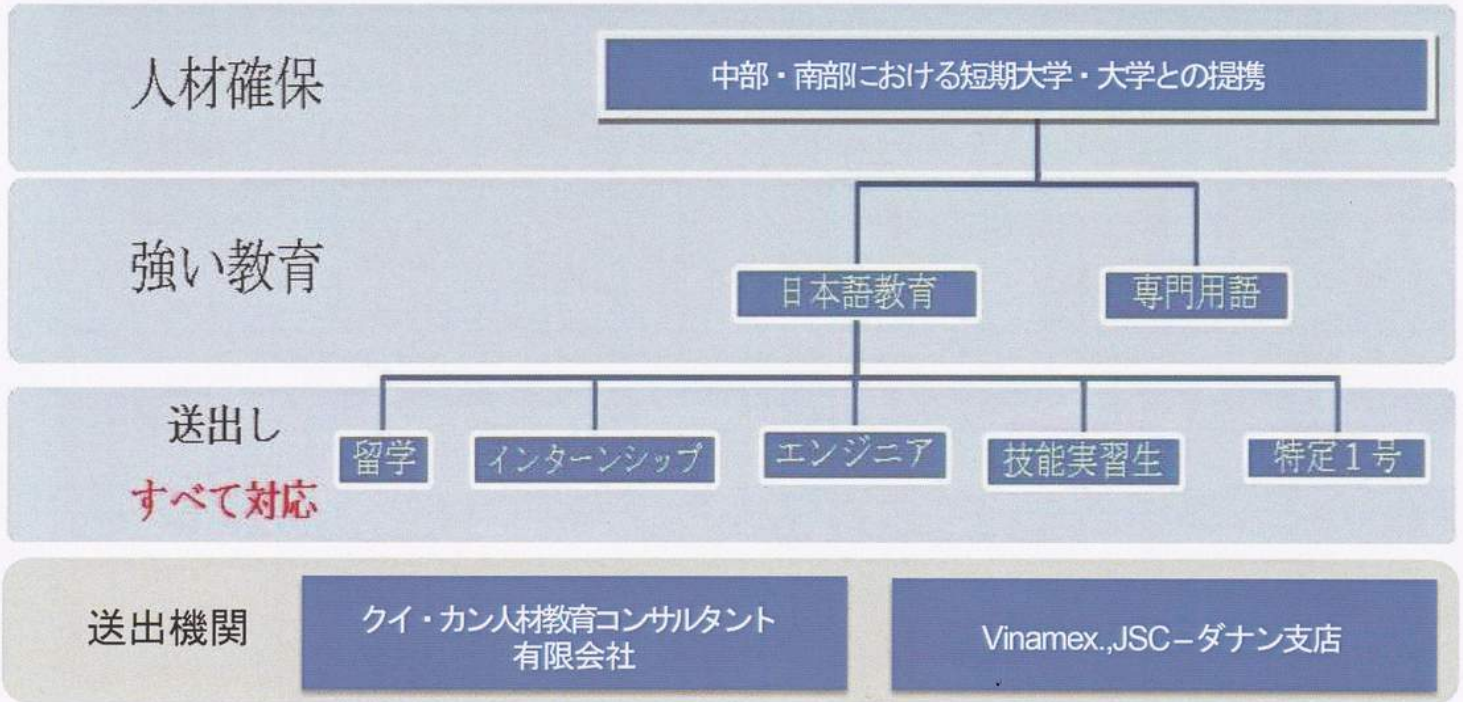 人材確保
中部・南部における短期大学・大学との提携
強い教育
日本語教育
専門用語
送出し
すべて対応
留学
インターンシップ
エンジニア
技能実習生
特定1号
送出機関
クイ・カン人材教育コンサルタント
有限会社
Vinamex.,JSC–ダナン支店